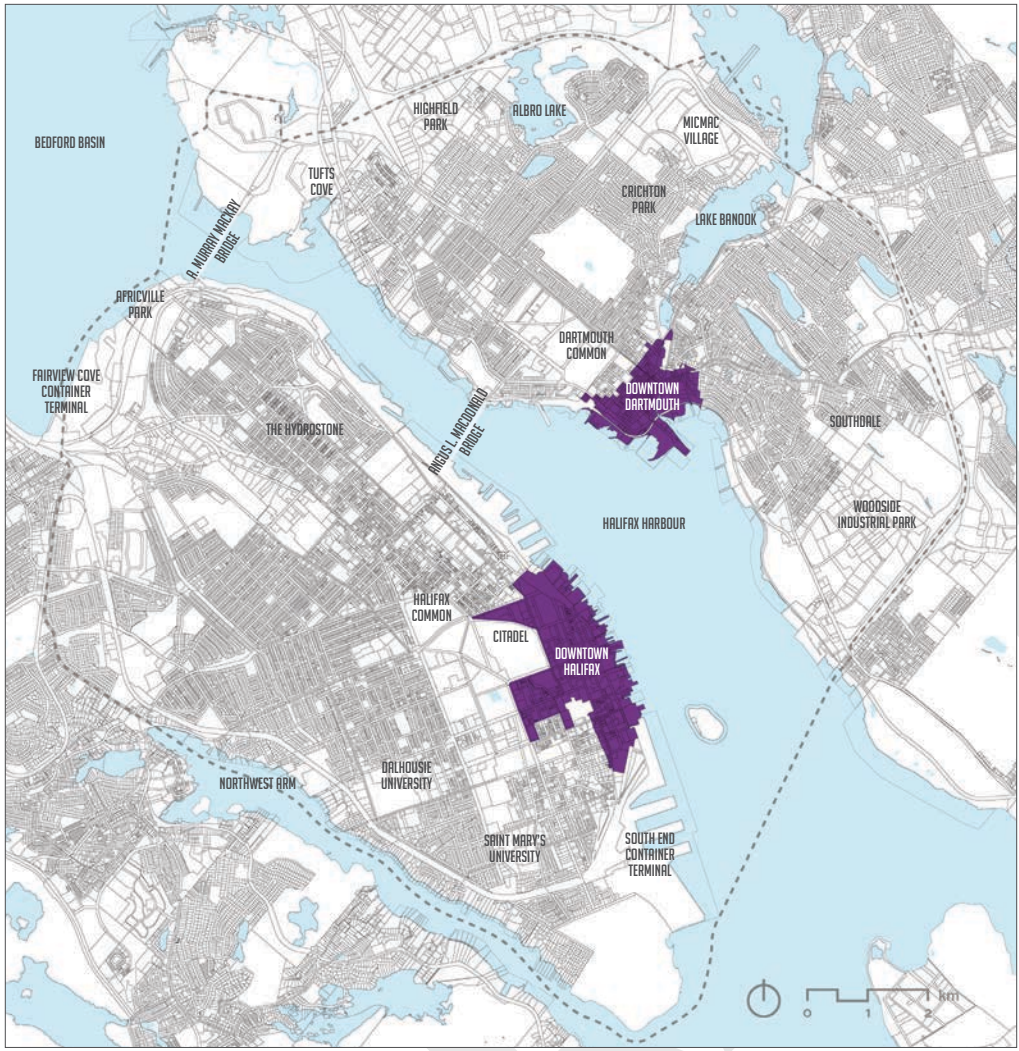 HIGHFIELD
PARK
ALBRO LAKE
MICMAC
VILLAGE
BEDFORD BASIN
TUFTS
COVE
CRICHTON
PARK
LAKE BANOOK
A. MURRAY MACKAY
BRIDGE
AFRICVILLE
PARK
DARTMOUTH
COMMON
FAIRVIEW COVE
CONTAINER
TERMINAL
DOWNTOWN
DARTMOUTH
THE HYDROSTONE
ANGUS L. MACDONALD
BRIDGE
SOUTHDALE
WOODSIDE
INDUSTRIAL PARK
HALIFAX HARBOUR
HALIFAX
COMMON
CITADEL
DOWNTOWN
HALIFAX
DALHOUSIE
UNIVERSITY
NORTHWEST ARM
SAINT MARY'S
UNIVERSITY
SOUTH END
CONTAINER
TERMINAL
km
0 1 2